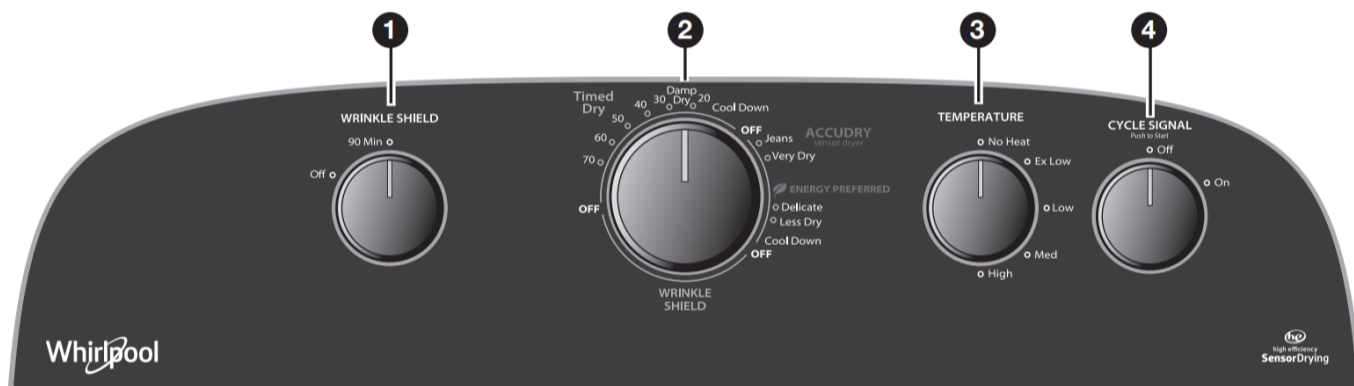 1
2
3
4
WRINKLE SHIELD
90 Min
Off
Timed
Dry
70
60
50
40
30
Damp
Dry
20
Cool Down
OFF
Jeans
Very Dry
ACCUDRY
sensor dryer
ENERGY PREFERRED
Delicate
Less Dry
Cool Down
OFF
WRINKLE
SHIELD
OFF
TEMPERATURE
No Heat
Ex Low
Low
Med
High
CYCLE SIGNAL
Push to Start
Off
On
Whirlpool
he
high efficiency
SensorDrying